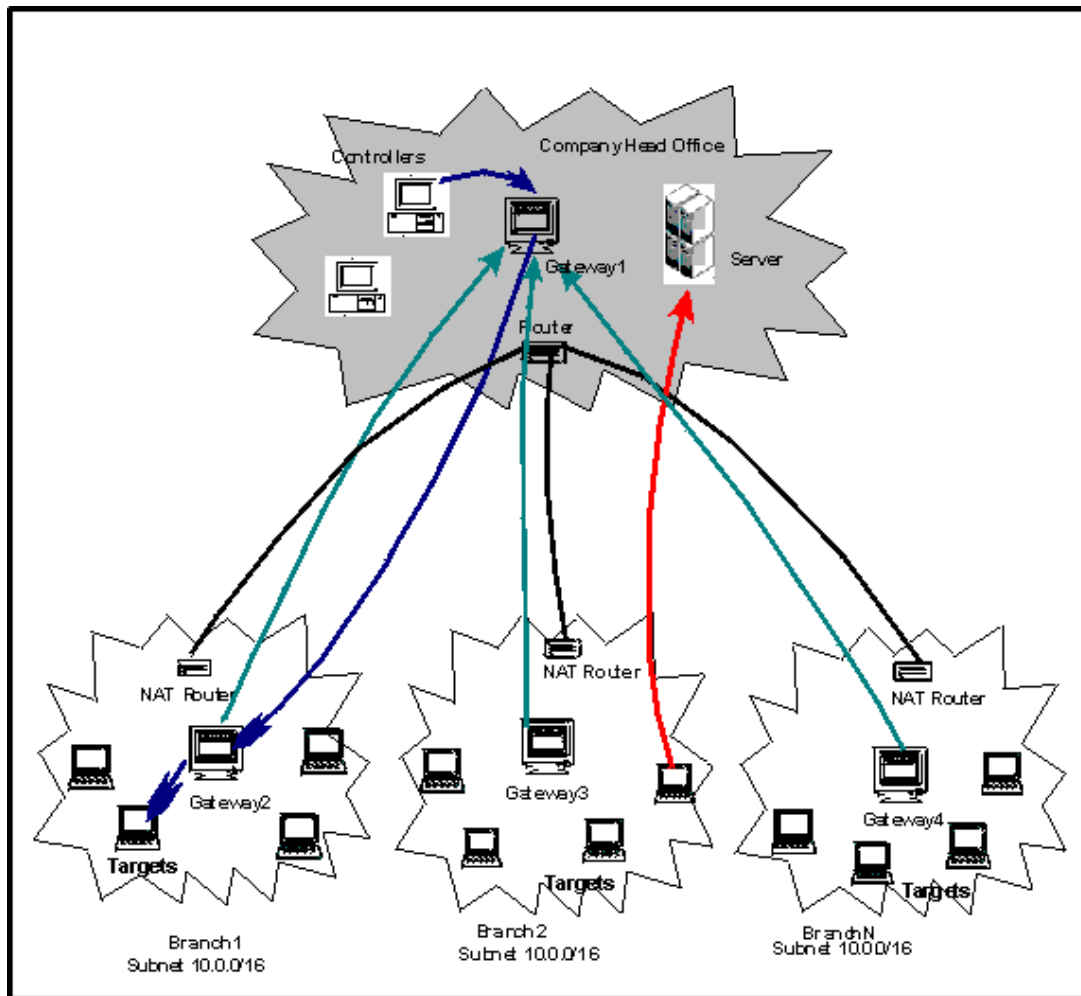 Controllers
Company Head Office
Gateway1
Server
Router
NAT Router
NAT Router
NAT Router
Gateway2
Gateway3
Gateway4
Targets
Targets
Targets
Branch1
Subnet 10.0.0/16
Branch2
Subnet 10.0.0/16
BranchN
Subnet 10.0.0/16